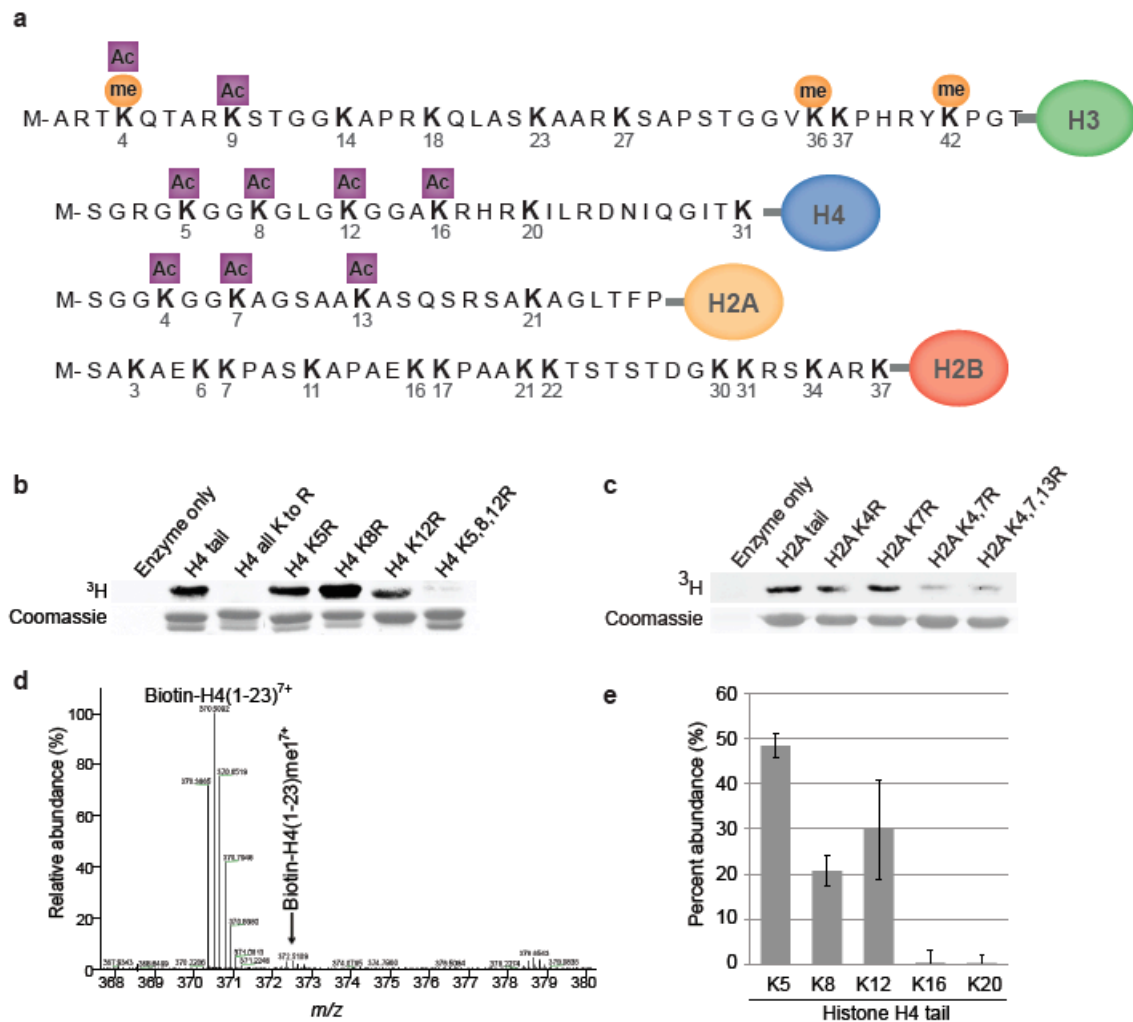 a
Ac
me Ac me me
M-ARTKQTARKSTGGKAPRKQLASKAARKSAPSTGGVKKPHRYKPGT H3
4 9 14 18 23 27 36 37 42
Ac Ac Ac Ac
M-SGRGKGGKGLGKGGAKRHRKILRDNIQGITK H4
5 8 12 16 20 31
Ac Ac Ac
M-SGGKGGKAGSAAKASQSRSAKAGLTFP H2A
4 7 13 21
M-SAKAEKKPASKAPAEKKPAAKKTSTSTDGKKRSKARK H2B
3 6 7 11 16 17 21 22 30 31 34 37
b
Enzyme only
H4 tail
H4 all K to R
H4 K5R
H4 K8R
H4 K12R
H4 K5,8,12R
³H
Coomassie
c
Enzyme only
H2A tail
H2A K4R
H2A K7R
H2A K4,7R
H2A K4,7,13R
³H
Coomassie
d
Biotin-H4(1-23)⁷⁺
Biotin-H4(1-23)me1⁷⁺
Relative abundance (%)
100
80
60
40
20
0
368 369 370 371 372 373 374 375 376 377 378 379 380
m/z
e
Percent abundance (%)
60
50
40
30
20
10
0
K5 K8 K12 K16 K20
Histone H4 tail